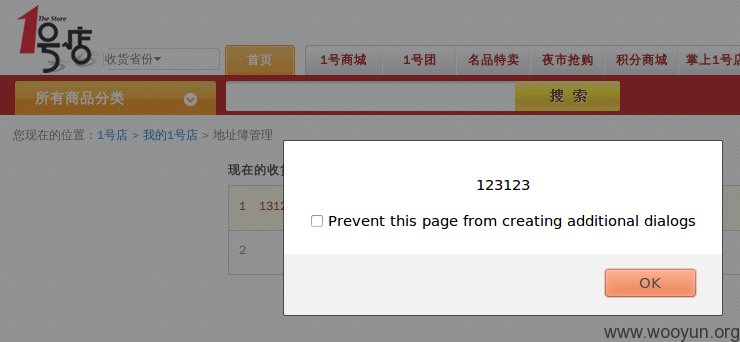 The Store
1号店
收货省份
首页
1号商城
1号团
名品特卖
夜市抢购
积分商城
掌上1号店
所有商品分类
搜 索
您现在的位置：1号店 > 我的1号店 > 地址簿管理
现在的收货
1 1312
2
123123
Prevent this page from creating additional dialogs
OK
www.wooyun.org